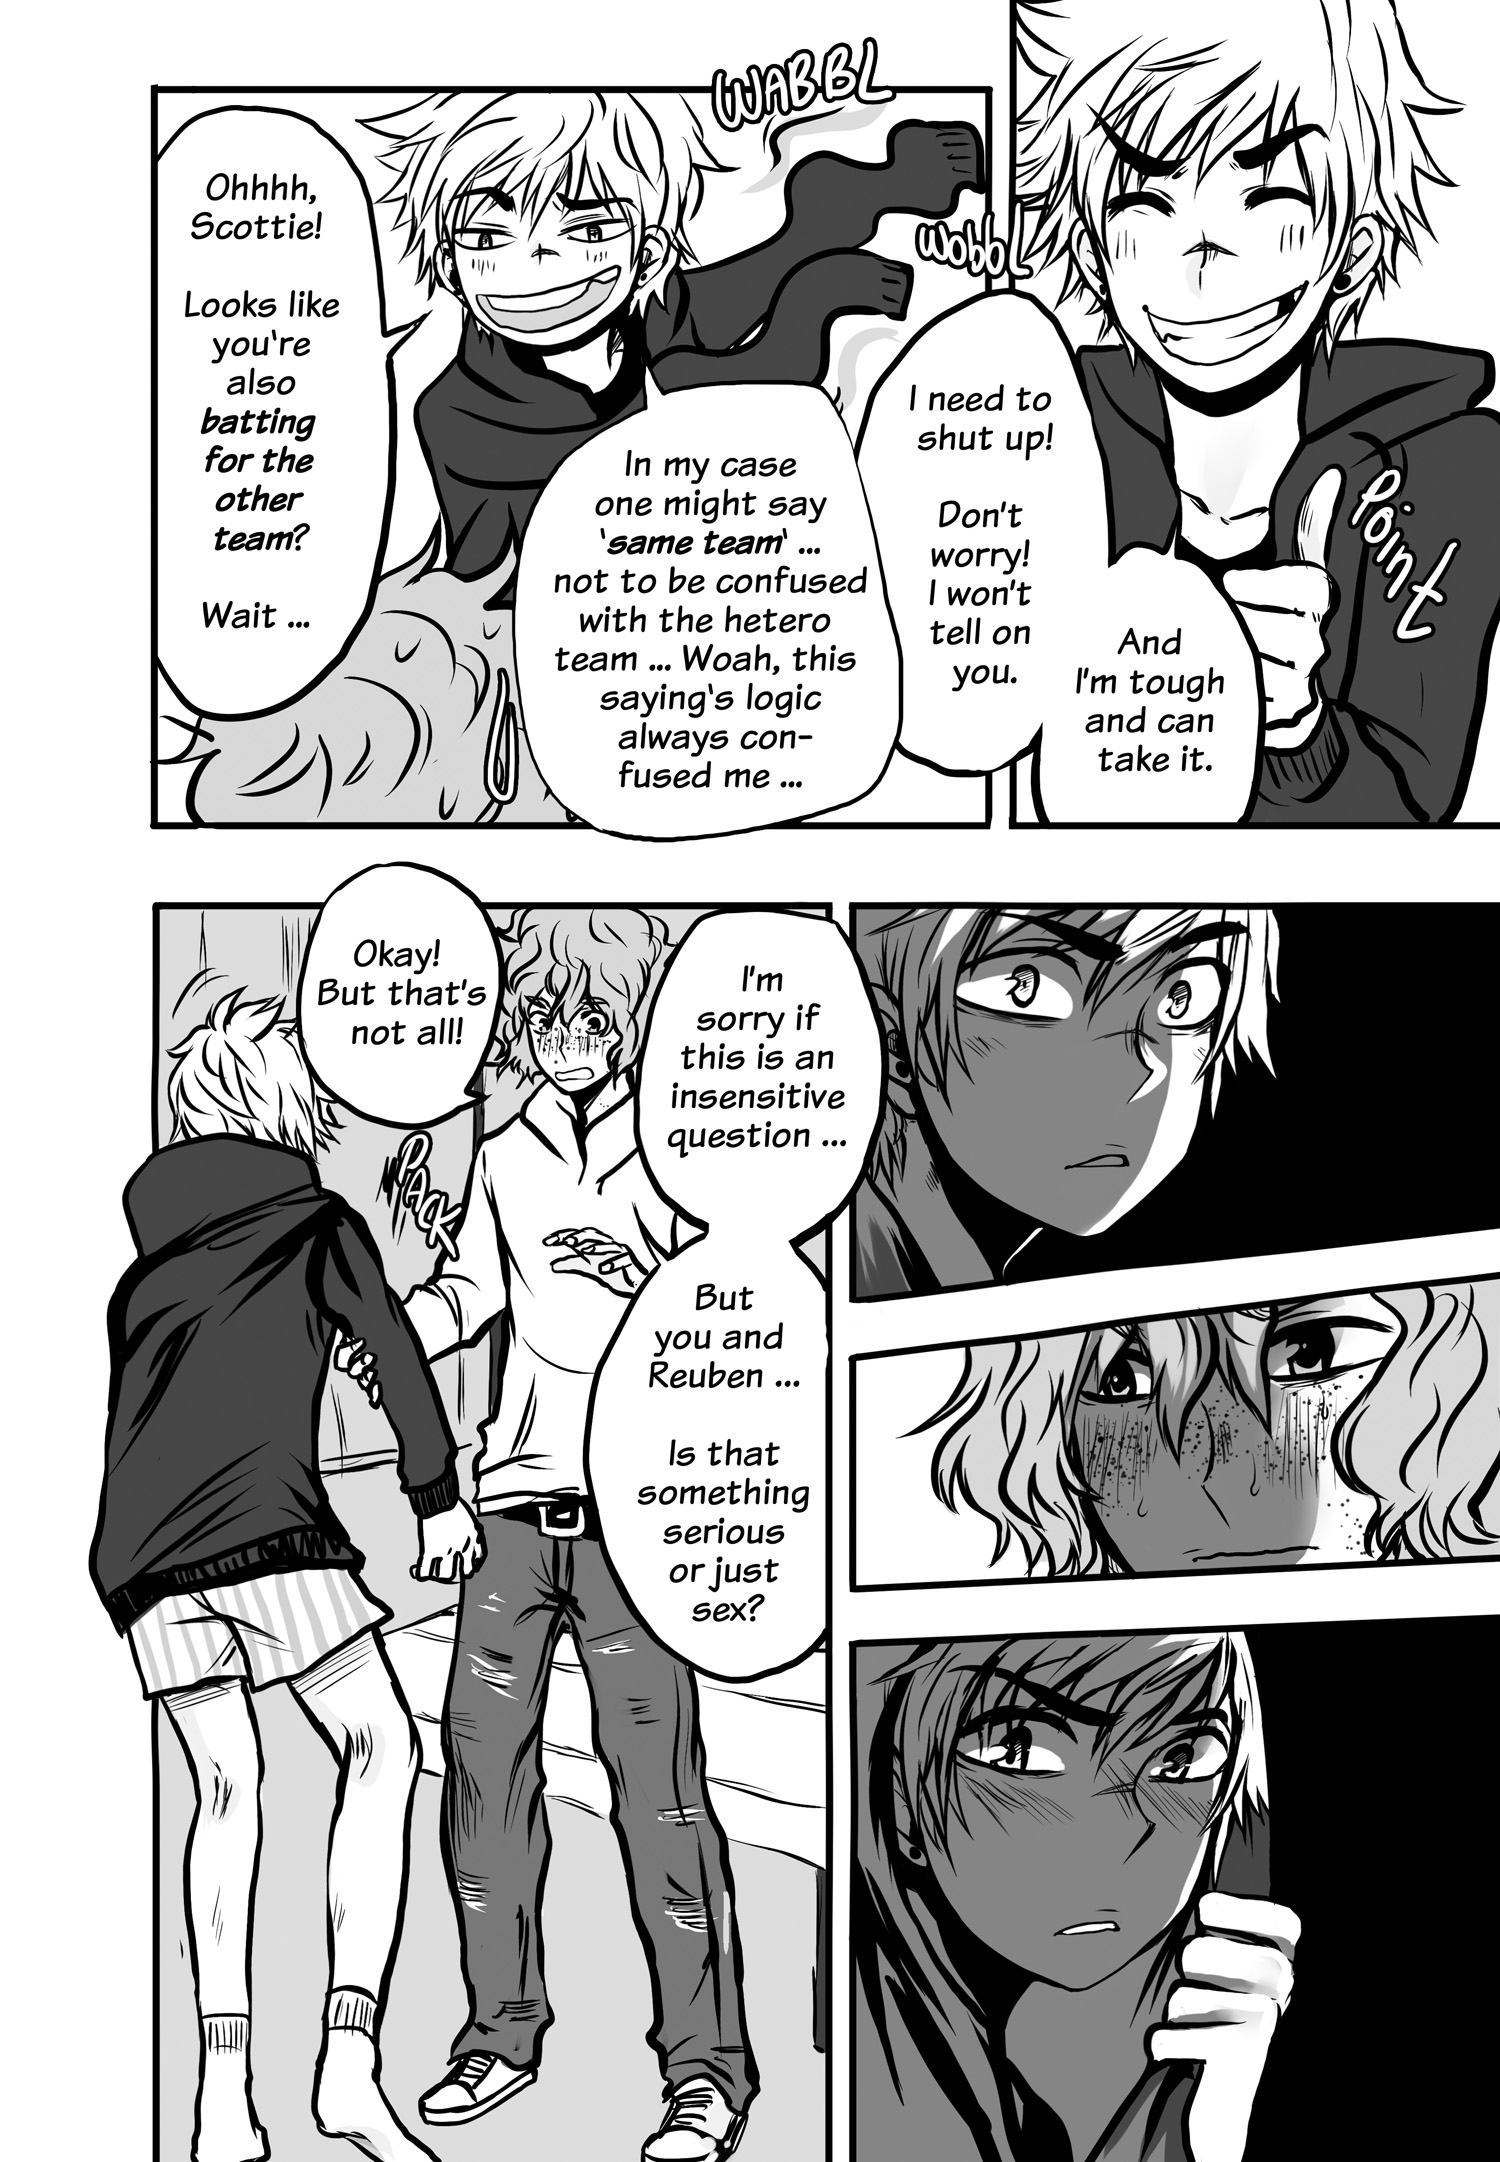 Ohhhh,
Scottie!
Looks like
you're
also
batting
for the
other
team?
Wait ...
WABBL
WobbL
In my case
one might say
'same team' ...
not to be confused
with the hetero
team ... Woah, this
saying's logic
always con-
fused me ...
I need to
shut up!
Don't
worry!
I won't
tell on
you.
And
I'm tough
and can
take it.
Point
Okay!
But that's
not all!
PACK
I'm
sorry if
this is an
insensitive
question ...
But
you and
Reuben ...
Is that
something
serious
or just
sex?